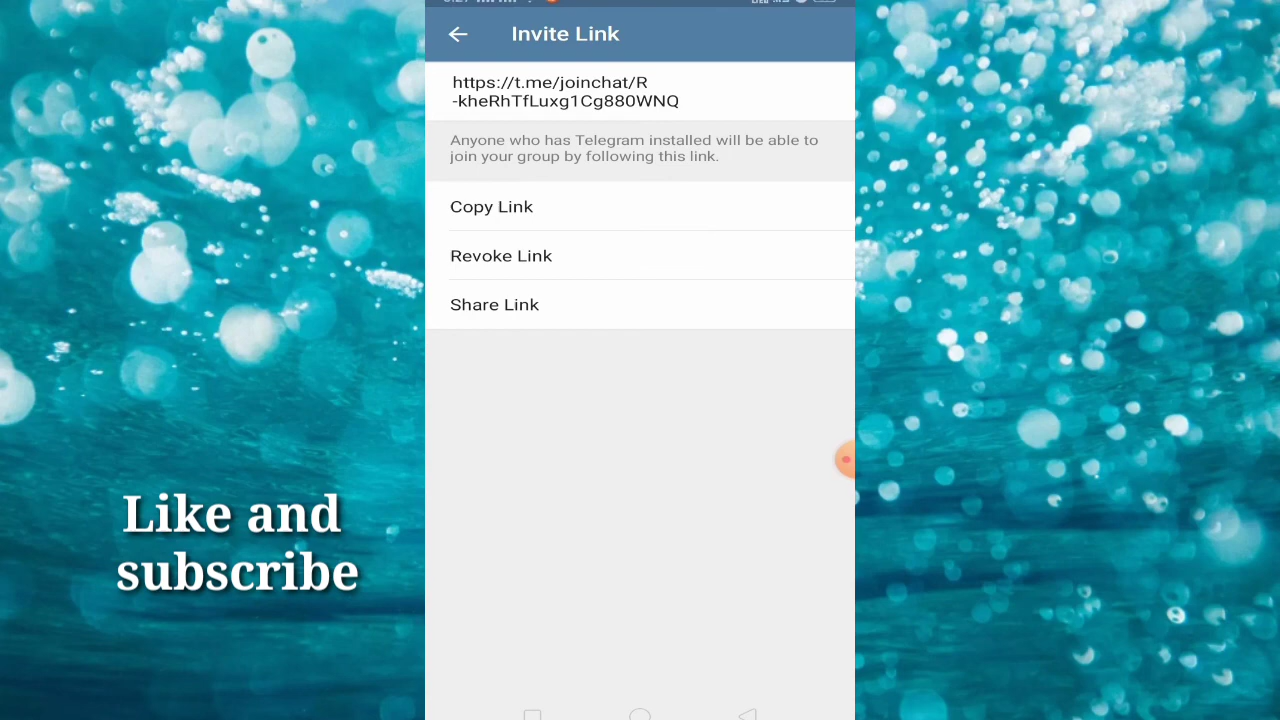 Invite Link
https://t.me/joinchat/R
-kheRhTfLuxg1Cg880WNQ
Anyone who has Telegram installed will be able to
join your group by following this link.
Copy Link
Revoke Link
Share Link
Like and
subscribe